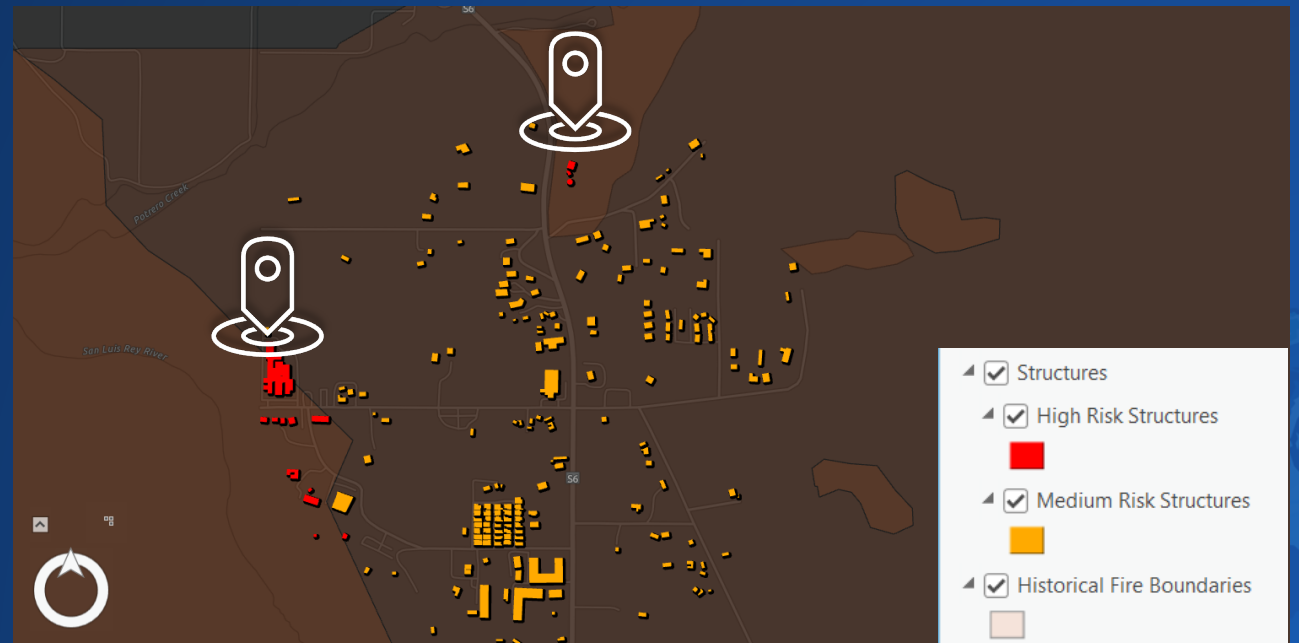 S6
Potrero Creek
San Luis Rey River
S6
Structures
High Risk Structures
Medium Risk Structures
Historical Fire Boundaries